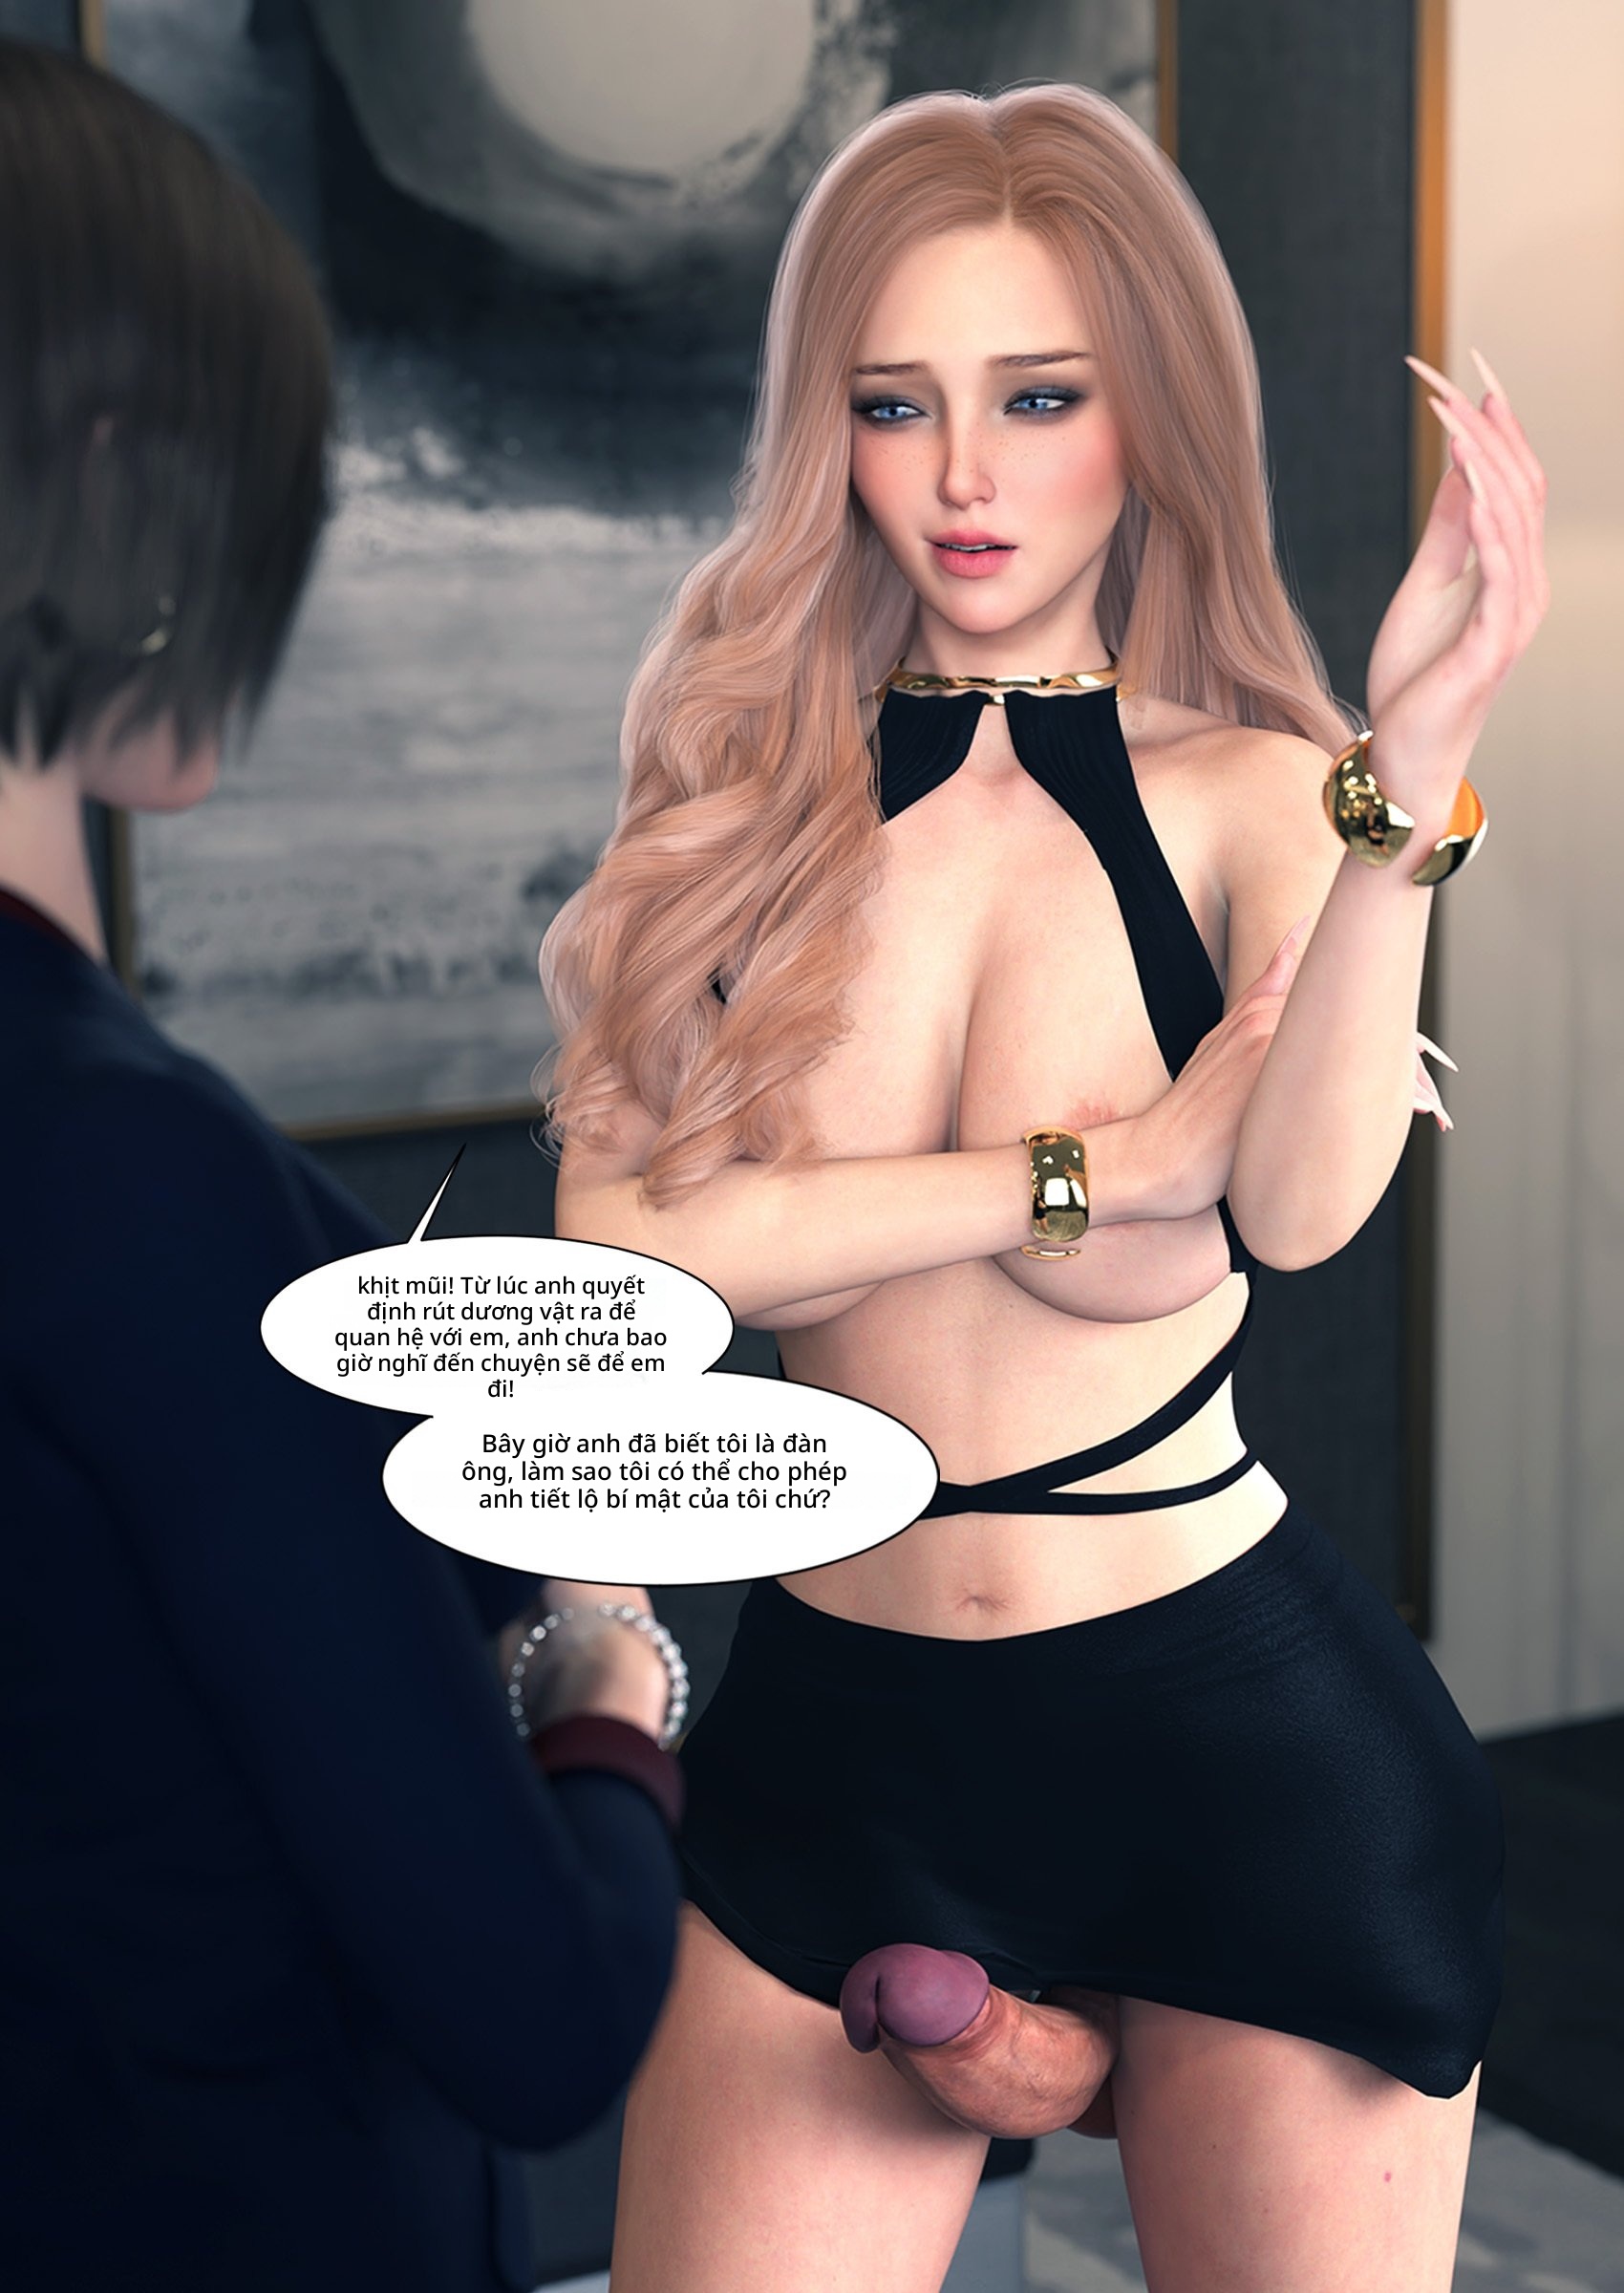 khịt mũi! Từ lúc anh quyết
định rút dương vật ra để
quan hệ với em, anh chưa bao
giờ nghĩ đến chuyện sẽ để em
đi!
Bây giờ anh đã biết tôi là đàn
ông, làm sao tôi có thể cho phép
anh tiết lộ bí mật của tôi chứ?